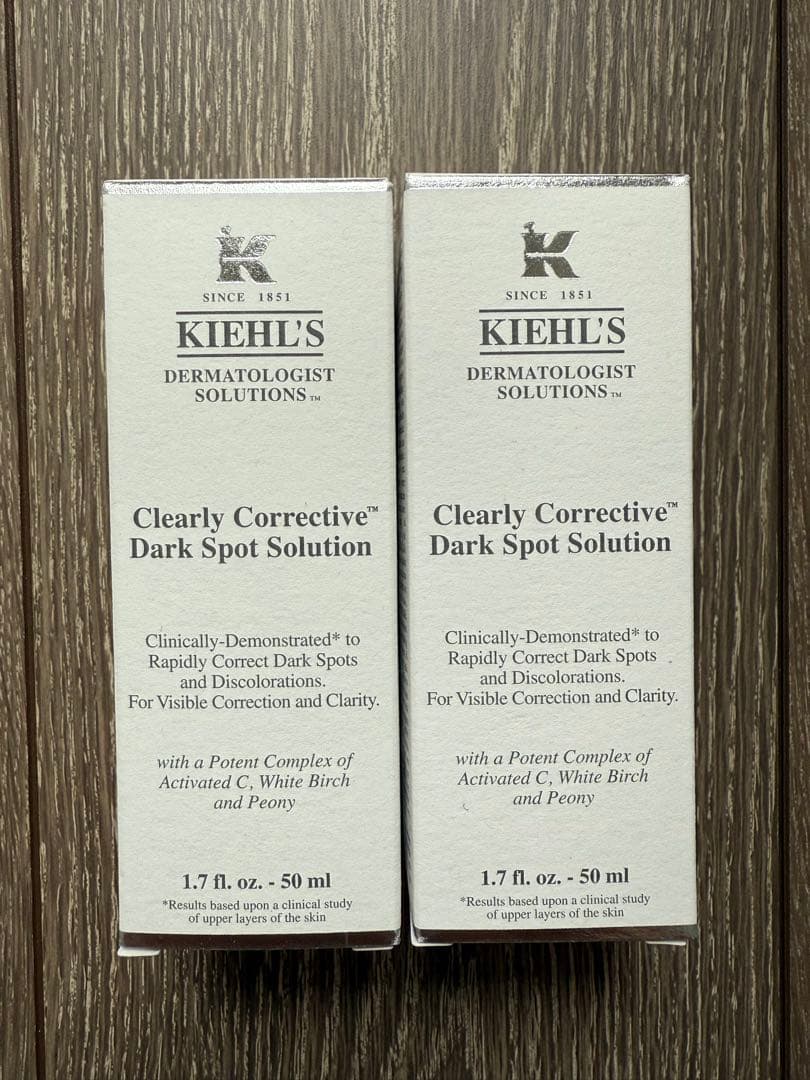 K
SINCE 1851
KIEHL'S
DERMATOLOGIST
SOLUTIONS™
Clearly Corrective™
Dark Spot Solution
Clinically-Demonstrated* to
Rapidly Correct Dark Spots
and Discolorations.
For Visible Correction and Clarity.
with a Potent Complex of
Activated C, White Birch
and Peony
1.7 fl. oz. - 50 ml
*Results based upon a clinical study
of upper layers of the skin
K
SINCE 1851
KIEHL'S
DERMATOLOGIST
SOLUTIONS™
Clearly Corrective™
Dark Spot Solution
Clinically-Demonstrated* to
Rapidly Correct Dark Spots
and Discolorations.
For Visible Correction and Clarity.
with a Potent Complex of
Activated C, White Birch
and Peony
1.7 fl. oz. - 50 ml
*Results based upon a clinical study
of upper layers of the skin